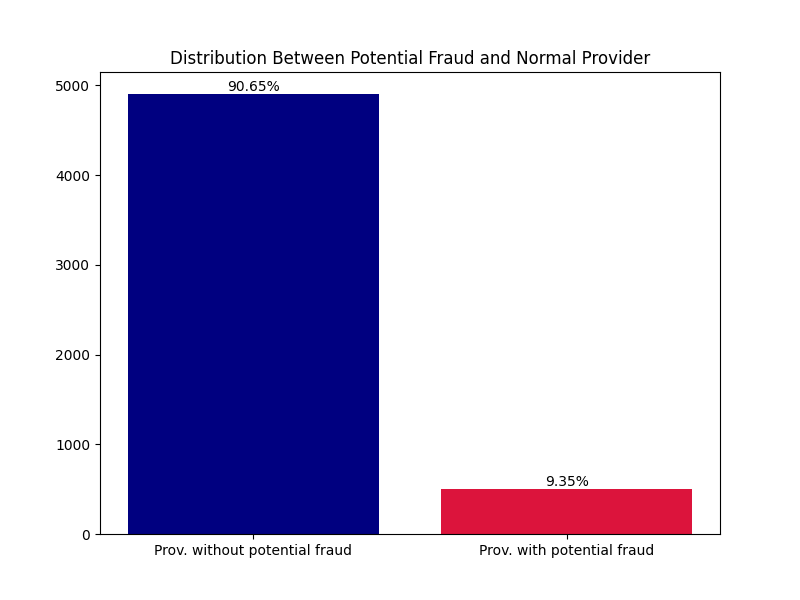 Distribution Between Potential Fraud and Normal Provider
5000
4000
3000
2000
1000
0
90.65%
9.35%
Prov. without potential fraud
Prov. with potential fraud